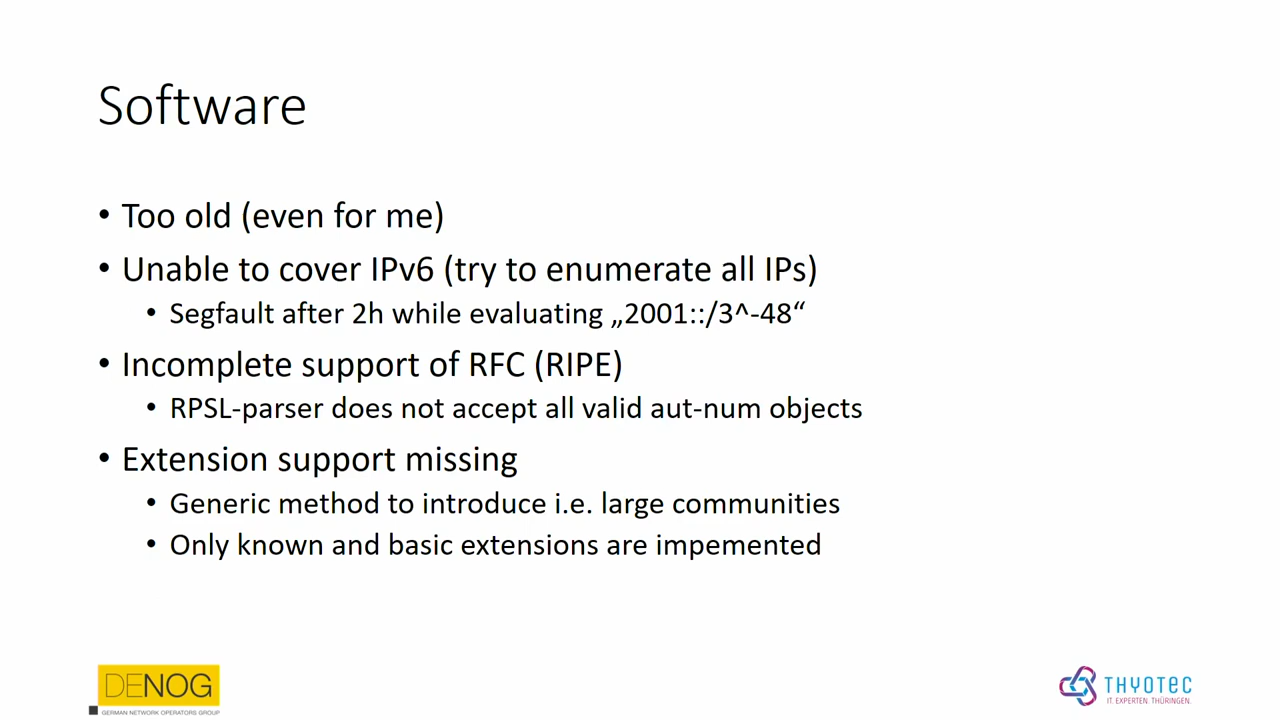 Software
• Too old (even for me)
• Unable to cover IPv6 (try to enumerate all IPs)
• Segfault after 2h while evaluating „2001::/3^-48“
• Incomplete support of RFC (RIPE)
• RPSL-parser does not accept all valid aut-num objects
• Extension support missing
• Generic method to introduce i.e. large communities
• Only known and basic extensions are impemented
DENOG
GERMAN NETWORK OPERATORS GROUP
THYOTEC
IT. EXPERTEN. THÜRINGEN.